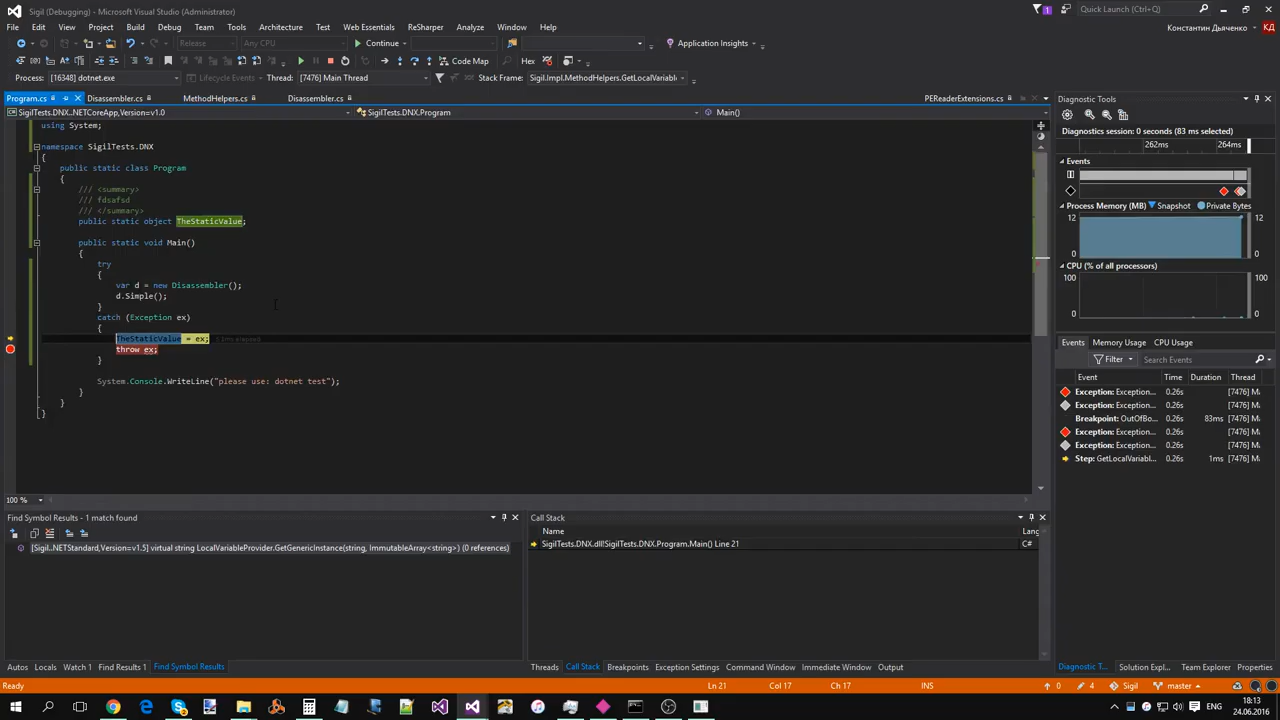 Sigil (Debugging) - Microsoft Visual Studio (Administrator)
1
Quick Launch (Ctrl+Q)
File Edit View Project Build Debug Team Tools Architecture Test Web Essentials ReSharper Analyze Window Help
Константин Дьяченко КД
Release Any CPU Continue Application Insights
Hex Code Map
Process: [16348] dotnet.exe Lifecycle Events Thread: [7476] Main Thread Stack Frame: Sigil.Impl.MethodHelpers.GetLocalVariabl
Program.cs Disassembler.cs MethodHelpers.cs Disassembler.cs PEReaderExtensions.cs
SigilTests.DNX..NETCoreApp,Version=v1.0 SigilTests.DNX.Program Main()
using System;
namespace SigilTests.DNX
{
public static class Program
{
/// <summary>
/// fdsafsd
/// </summary>
public static object TheStaticValue;
public static void Main()
{
try
{
var d = new Disassembler();
d.Simple();
}
catch (Exception ex)
{
TheStaticValue = ex;
throw ex;
}
System.Console.WriteLine("please use: dotnet test");
}
}
}
100 %
Diagnostic Tools
Diagnostics session: 0 seconds (83 ms selected)
262ms 264ms
Events
Process Memory (MB) Snapshot Private Bytes
12 12
0 0
CPU (% of all processors)
100 100
0 0
Events Memory Usage CPU Usage
Filter Search Events
Event Time Duration Thread
Exception: Exception... 0.26s [7476] M
Exception: Exception... 0.26s [7476] M
Breakpoint: OutOfBo... 0.26s 83ms [7476] M
Exception: Exception... 0.26s [7476] M
Exception: Exception... 0.26s [7476] M
Step: GetLocalVariabl... 0.26s 1ms [7476] M
Find Symbol Results - 1 match found
[Sigil..NETStandard,Version=v1.5] virtual string LocalVariableProvider.GetGenericInstance(string, ImmutableArray<string>) (0 references)
Call Stack
Name Lang
SigilTests.DNX.dll!SigilTests.DNX.Program.Main() Line 21 C#
Autos Locals Watch 1 Find Results 1 Find Symbol Results
Threads Call Stack Breakpoints Exception Settings Command Window Immediate Window Output
Diagnostic T... Solution Expl... Team Explorer Properties
Ready Ln 21 Col 17 Ch 17 INS 0 4 Sigil master
18:13
24.06.2016